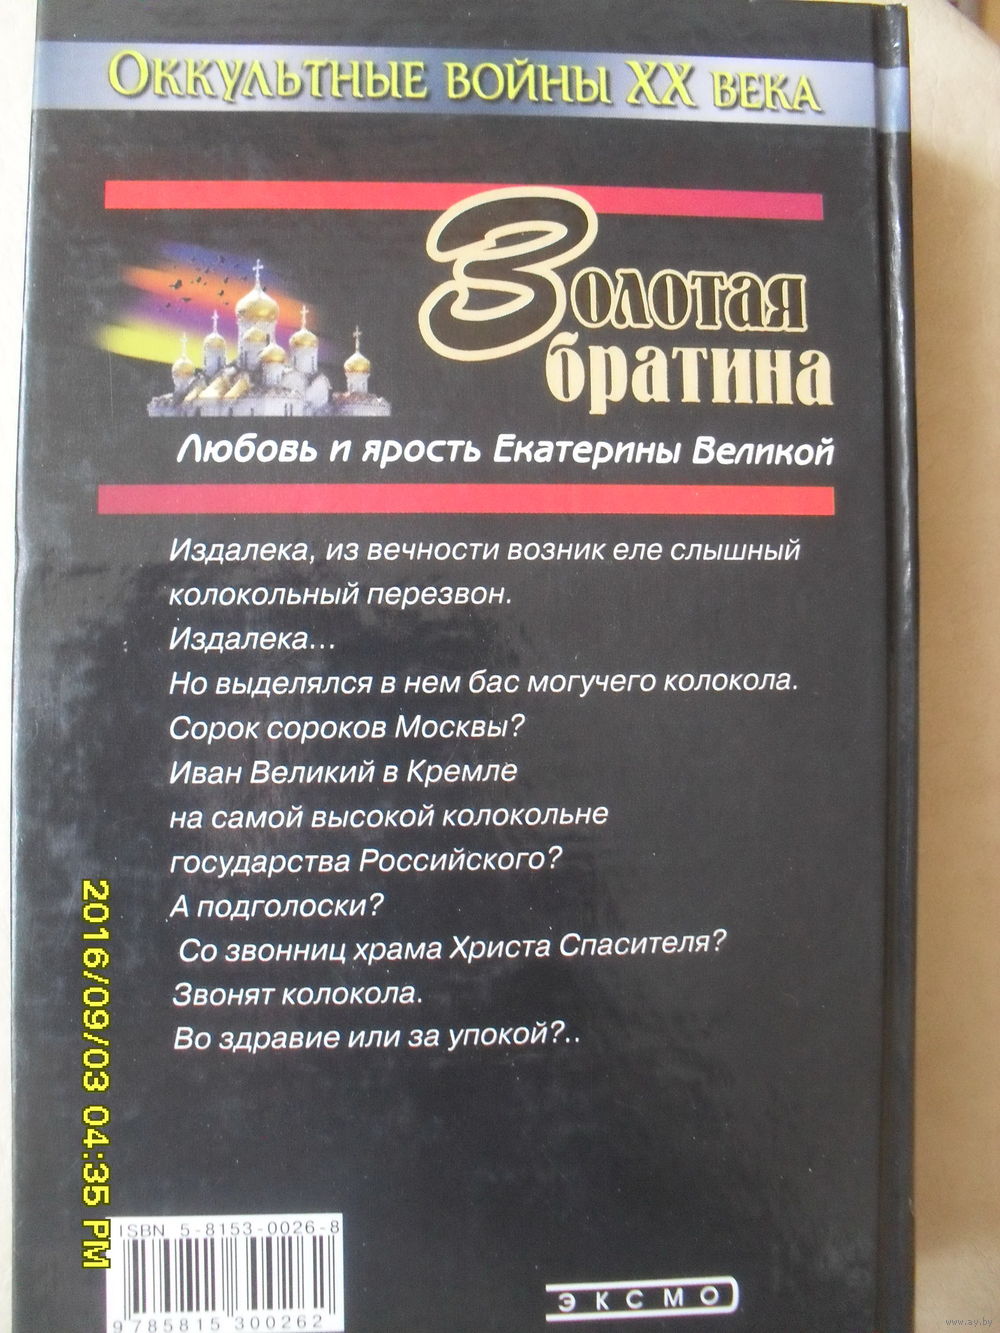 Оккультные войны XX века
Золотая
братина
Любовь и ярость Екатерины Великой
Издалека, из вечности возник еле слышный
колокольный перезвон.
Издалека...
Но выделялся в нем бас могучего колокола.
Сорок сороков Москвы?
Иван Великий в Кремле
на самой высокой колокольне
государства Российского?
А подголоски?
Со звонниц храма Христа Спасителя?
Звонят колокола.
Во здравие или за упокой?..
2016/09/03 04:35 PM
ISBN 5-8153-0026-8
9785815 300262
ЭКСМО
www.ay.by